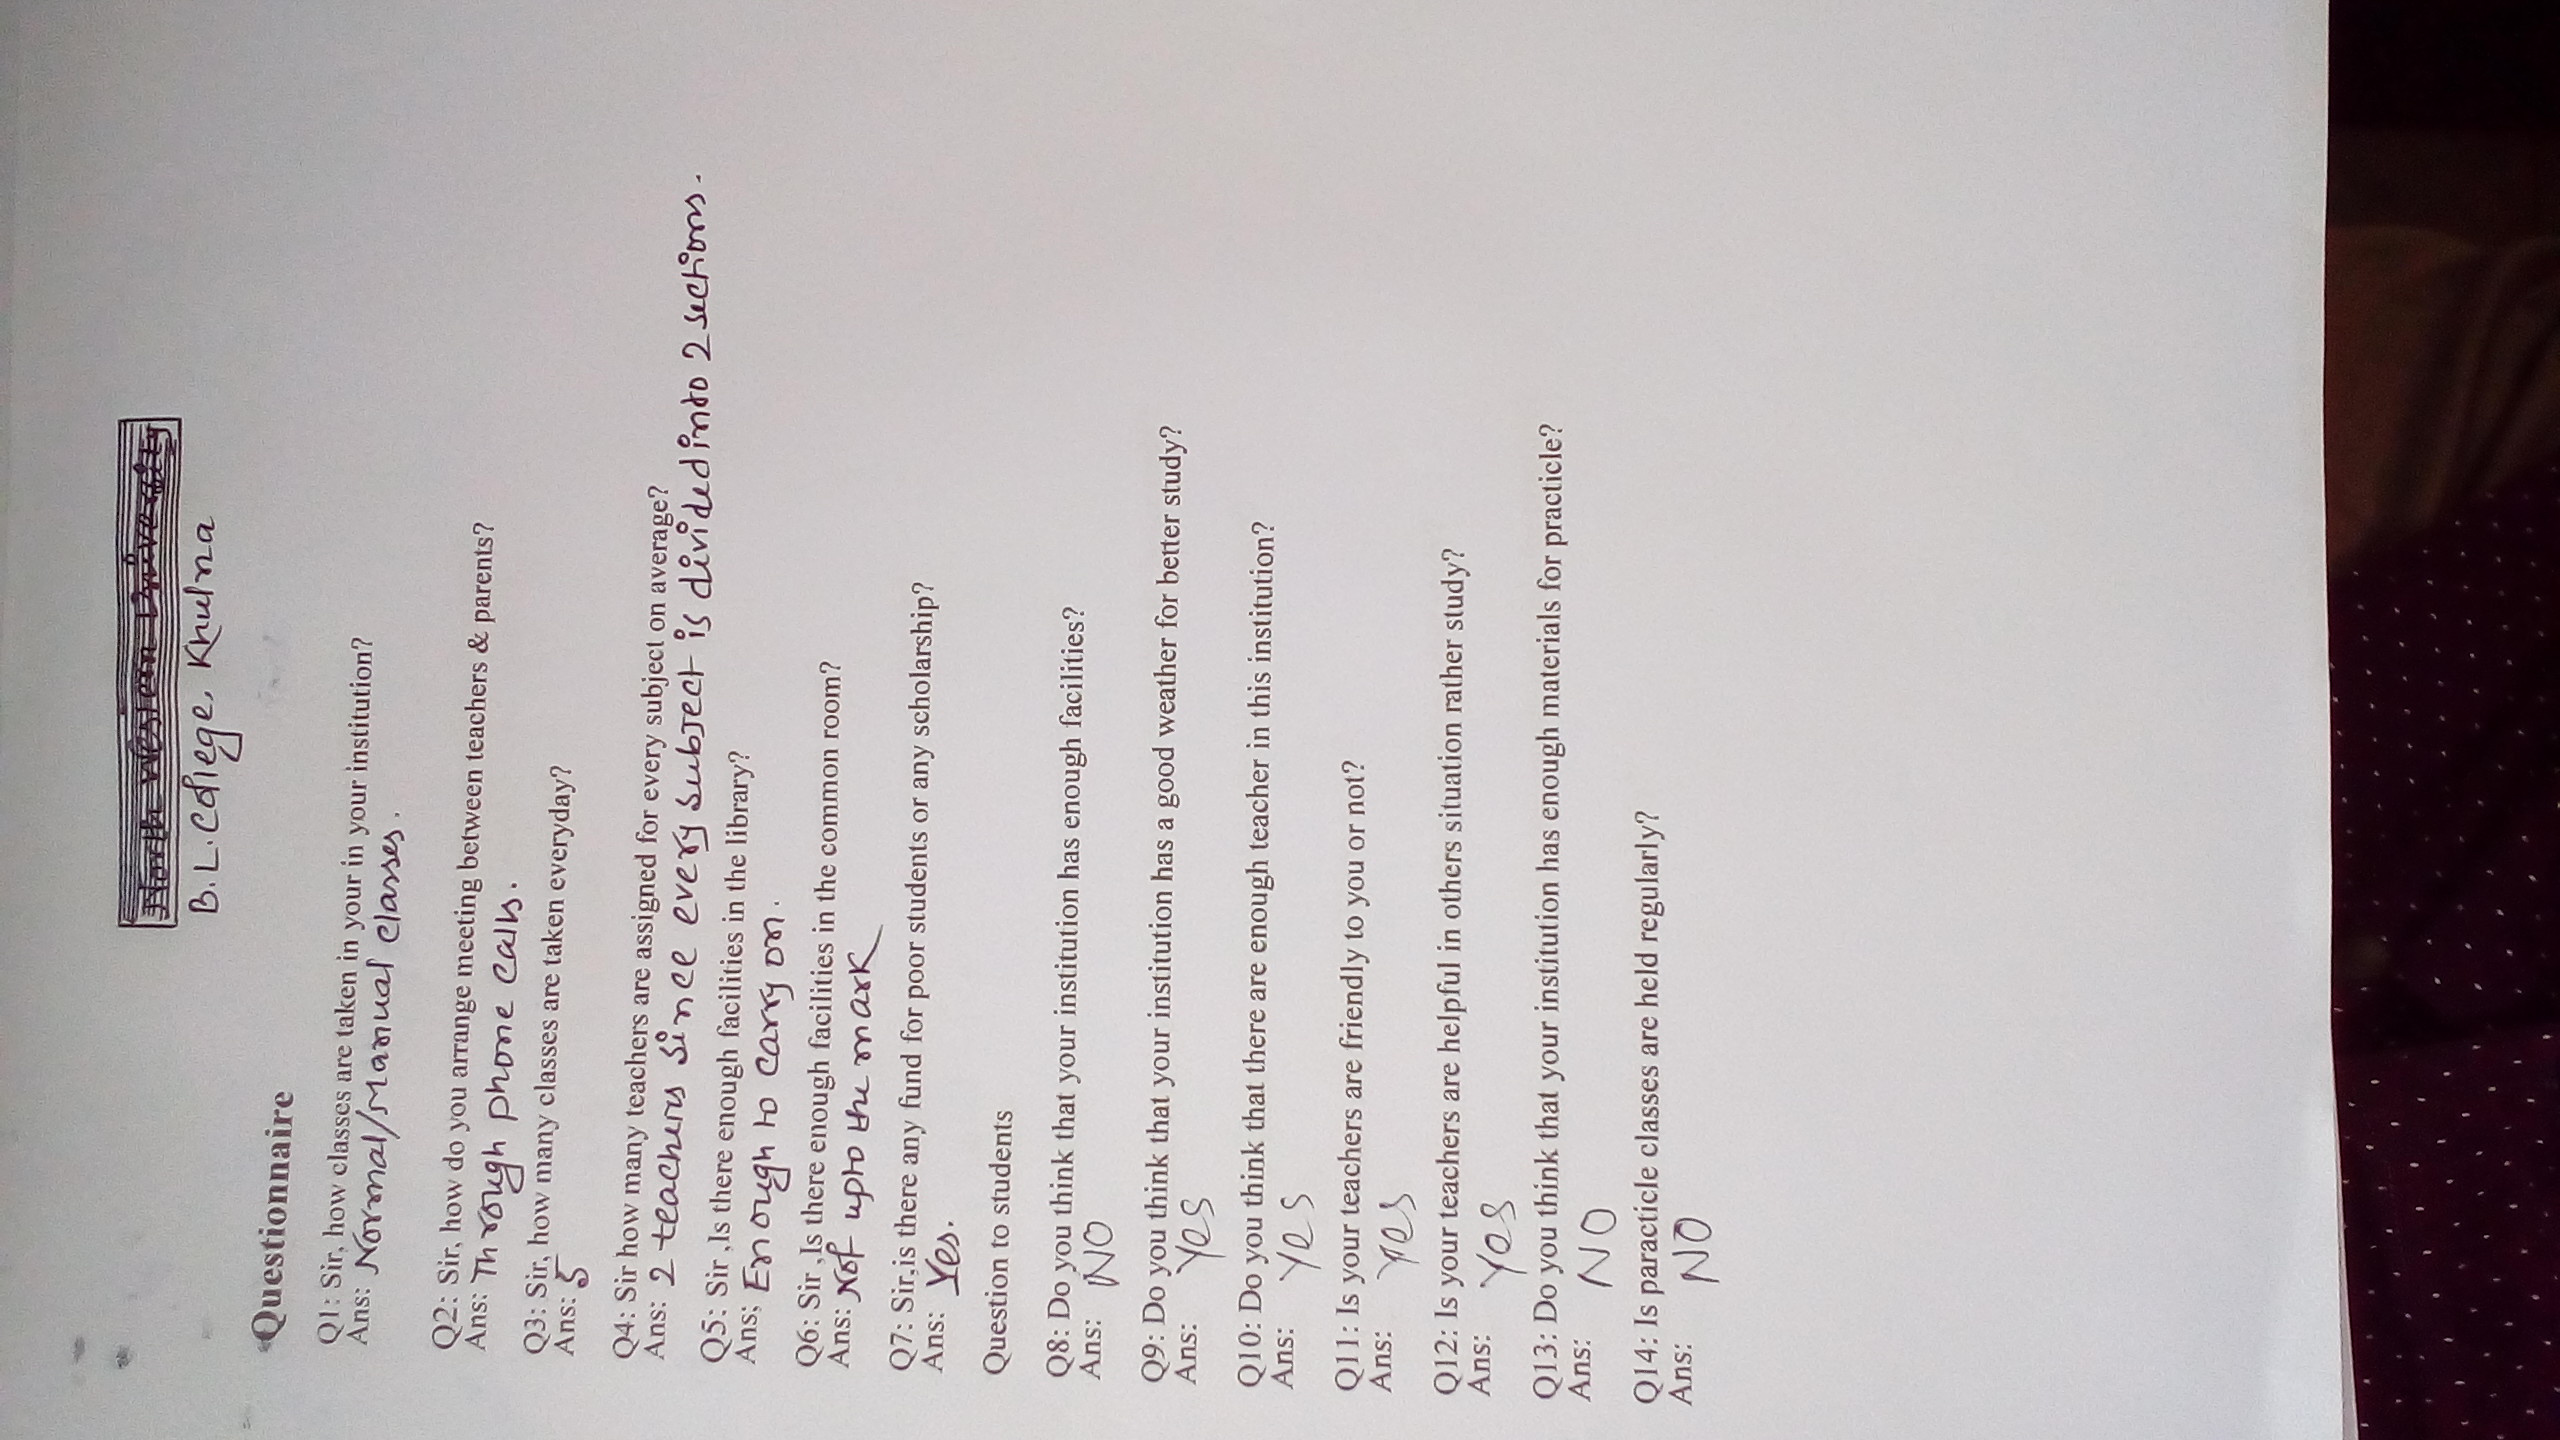 North Western University
B.L. College, Khulna
Questionnaire
Q1: Sir, how classes are taken in your in your institution?
Ans: Normal/Manual classes.
Q2: Sir, how do you arrange meeting between teachers & parents?
Ans: Through phone calls.
Q3: Sir, how many classes are taken everyday?
Ans: 5
Q4: Sir how many teachers are assigned for every subject on average?
Ans: 2 teachers since every subject is divided into 2 sections.
Q5: Sir ,Is there enough facilities in the library?
Ans; Enough to carry on.
Q6: Sir ,Is there enough facilities in the common room?
Ans: Not upto the mark
Q7: Sir,is there any fund for poor students or any scholarship?
Ans: Yes.
Question to students
Q8: Do you think that your institution has enough facilities?
Ans: NO
Q9: Do you think that your institution has a good weather for better study?
Ans: Yes
Q10: Do you think that there are enough teacher in this institution?
Ans: Yes
Q11: Is your teachers are friendly to you or not?
Ans: Yes
Q12: Is your teachers are helpful in others situation rather study?
Ans: Yes
Q13: Do you think that your institution has enough materials for practicle?
Ans: NO
Q14: Is paracticle classes are held regularly?
Ans: NO